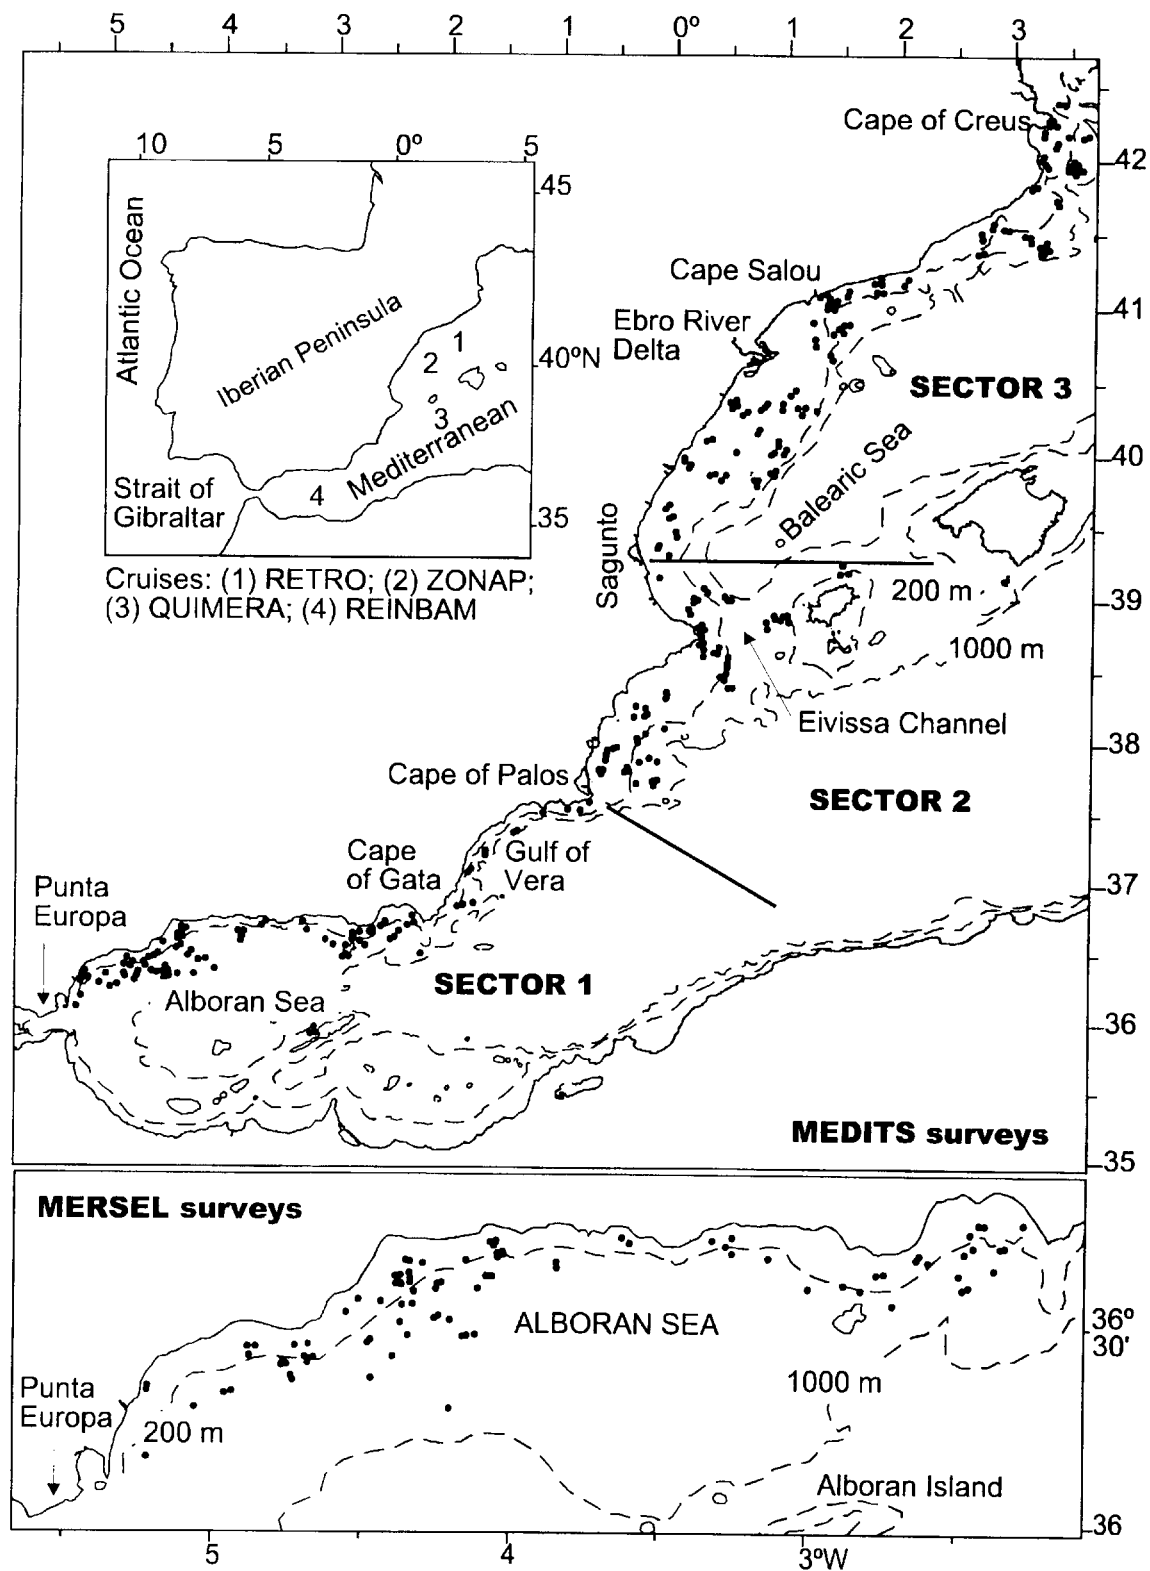 5 4 3 2 1 0º 1 2 3
Cape of Creus
42
10 5 0º 5
45
Atlantic Ocean
Iberian Peninsula
1
2
40ºN
3
Mediterranean
4
Strait of
Gibraltar
35
Cruises: (1) RETRO; (2) ZONAP;
(3) QUIMERA; (4) REINBAM
Cape Salou
41
Ebro River
Delta
SECTOR 3
Balearic Sea
40
Sagunto
200 m
39
1000 m
Eivissa Channel
38
Cape of Palos
SECTOR 2
Cape
of Gata
Gulf of
Vera
37
Punta
Europa
SECTOR 1
Alboran Sea
36
MEDITS surveys
35
MERSEL surveys
ALBORAN SEA
36º
30'
1000 m
Punta
Europa
200 m
Alboran Island
36
5 4 3ºW